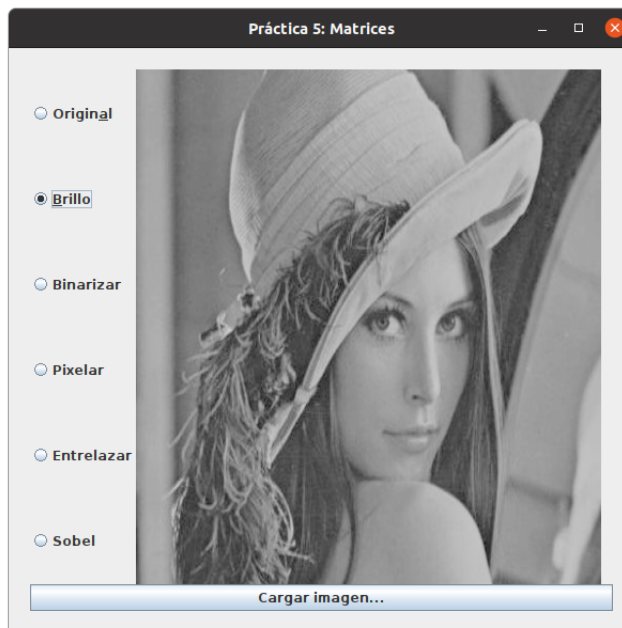 Práctica 5: Matrices
Original
Brillo
Binarizar
Pixelar
Entrelazar
Sobel
Cargar imagen...